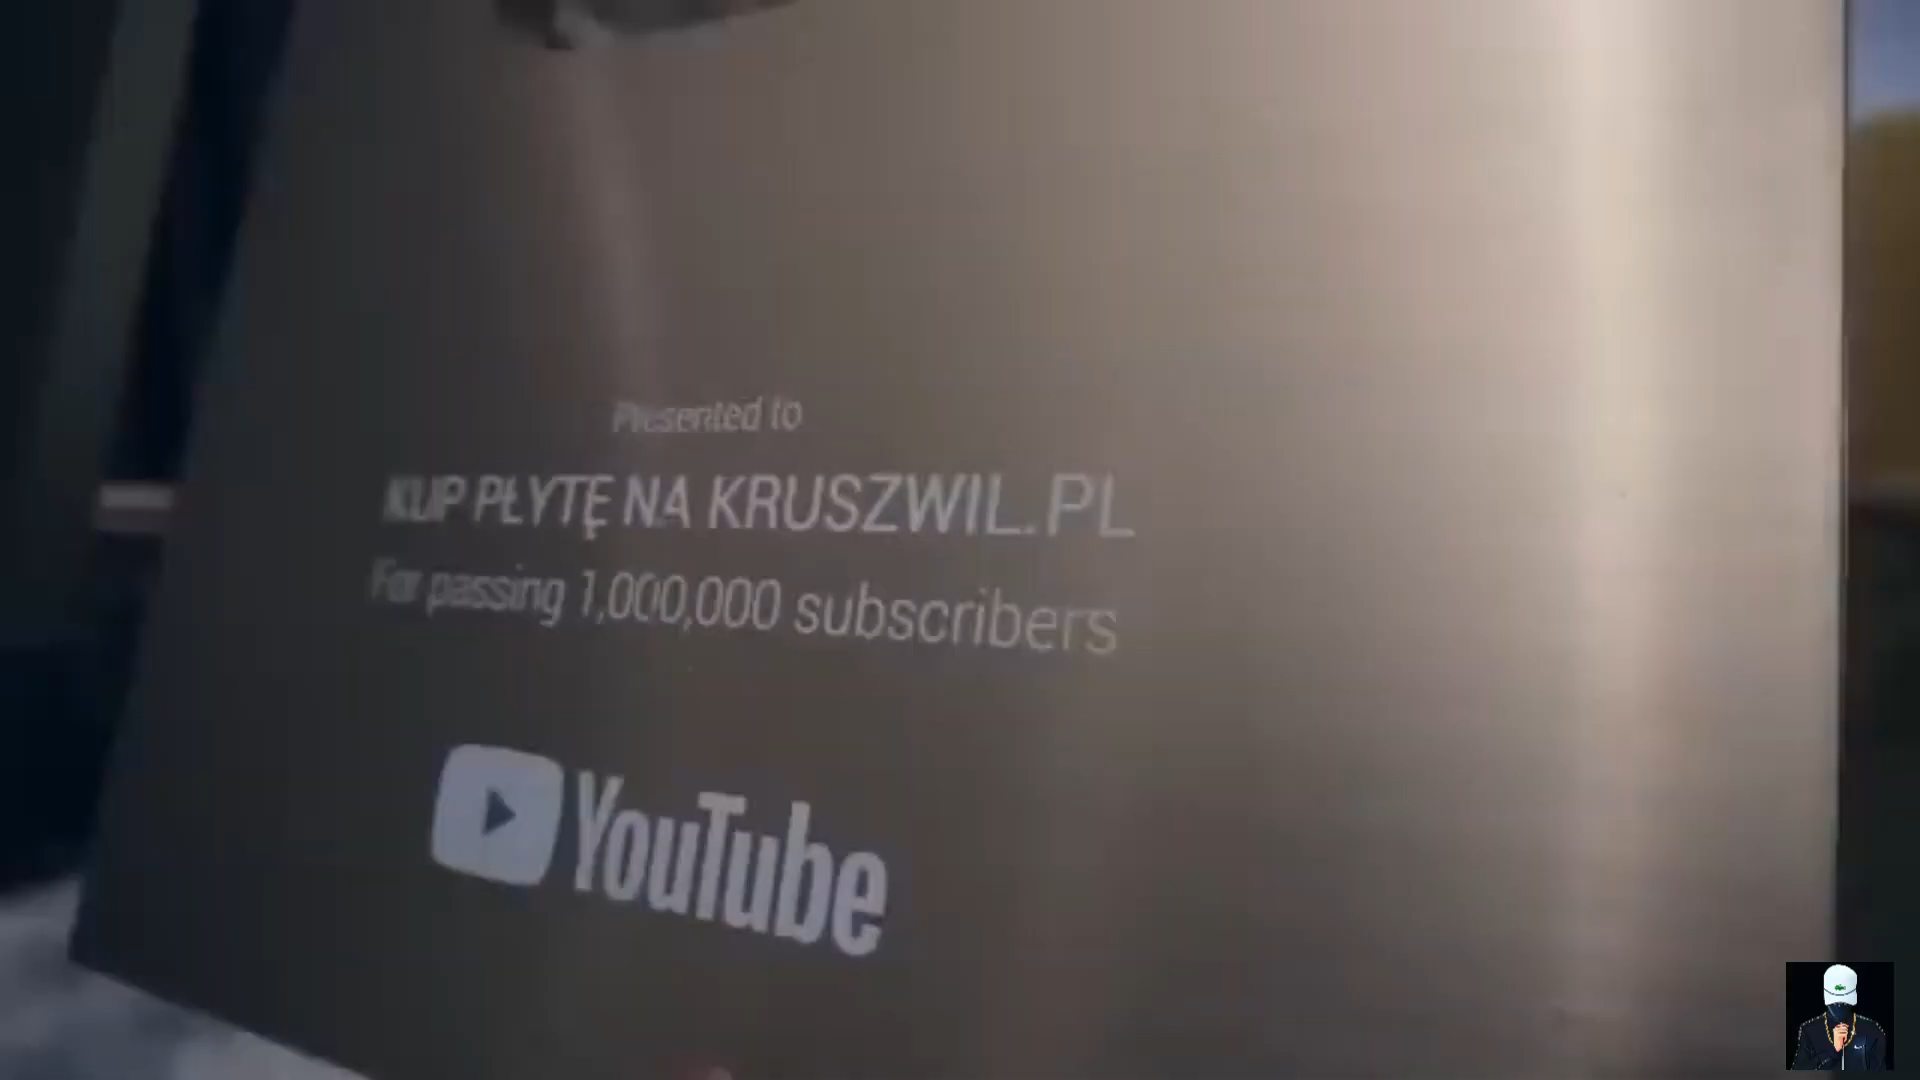 Presented to
KUP PŁYTĘ NA KRUSZWIL.PL
For passing 1,000,000 subscribers
YouTube